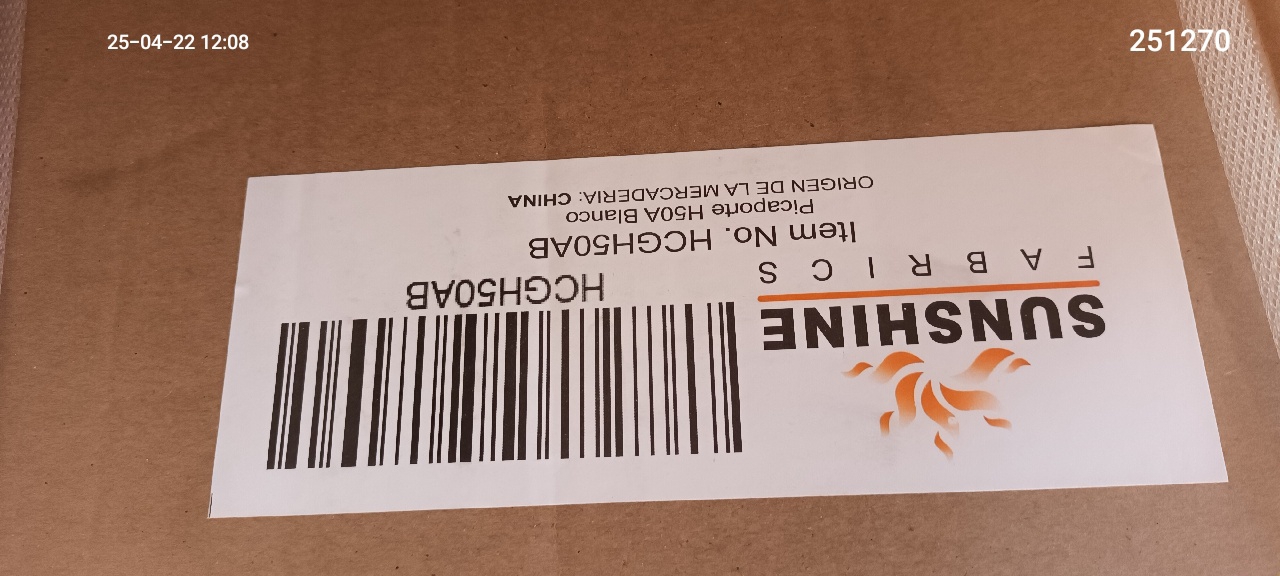 25-04-22 12:08
251270
SUNSHINE
FABRICS
HCGH50AB
Item No. HCGH50AB
Picaporte H50A Blanco
ORIGEN DE LA MERCADERIA: CHINA